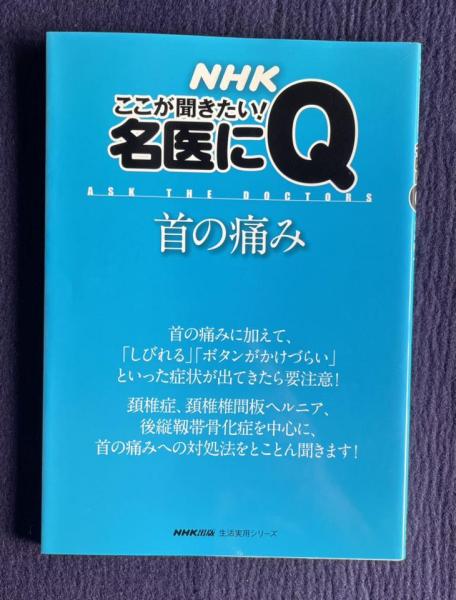 NHK
ここが聞きたい!
名医にQ
ASK THE DOCTORS
首の痛み
首の痛みに加えて、
「しびれる」「ボタンがかけづらい」
といった症状が出てきたら要注意!
頚椎症、頚椎椎間板ヘルニア、
後縦靱帯骨化症を中心に、
首の痛みへの対処法をとことん聞きます!
NHK出版 生活実用シリーズ